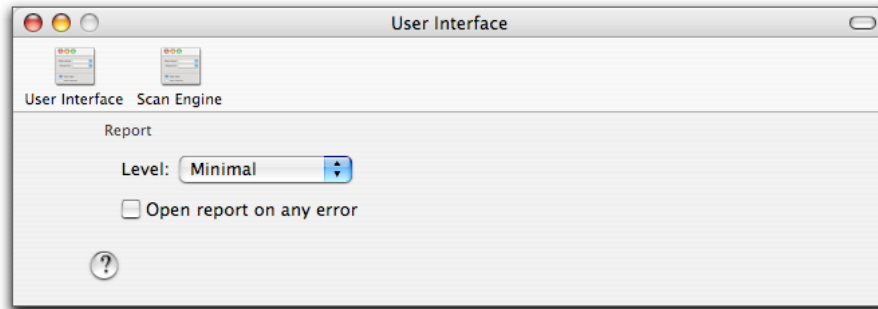 User Interface
User Interface Scan Engine
Report
Level: Minimal
Open report on any error
?